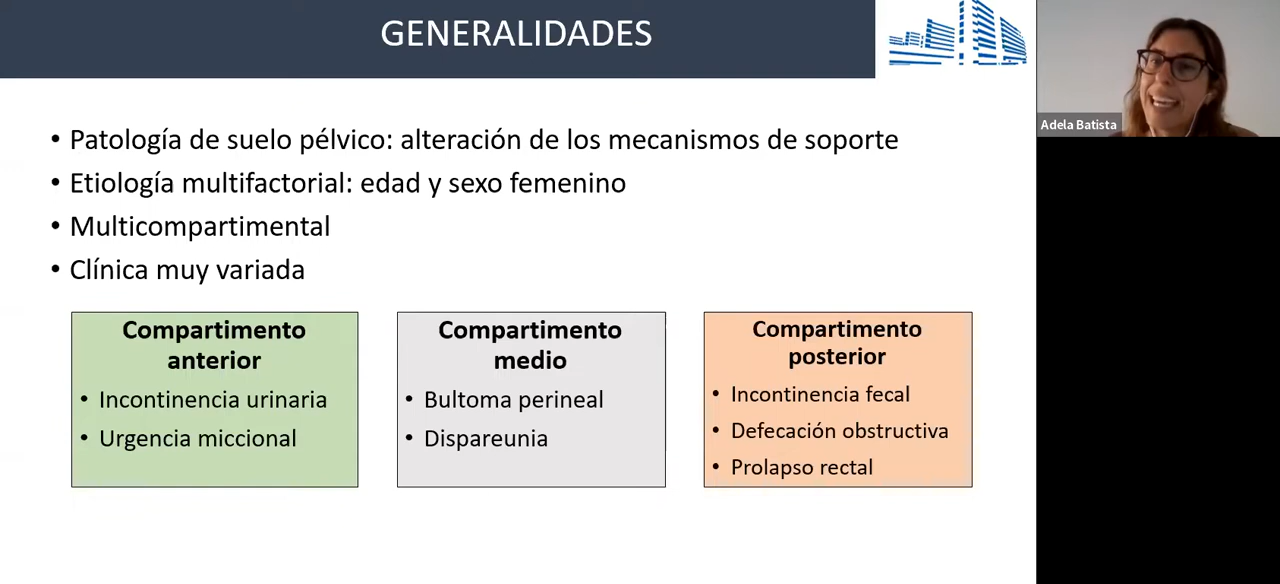 GENERALIDADES
Adela Batista
• Patología de suelo pélvico: alteración de los mecanismos de soporte
• Etiología multifactorial: edad y sexo femenino
• Multicompartimental
• Clínica muy variada
Compartimento
anterior
• Incontinencia urinaria
• Urgencia miccional
Compartimento
medio
• Bultoma perineal
• Dispareunia
Compartimento
posterior
• Incontinencia fecal
• Defecación obstructiva
• Prolapso rectal